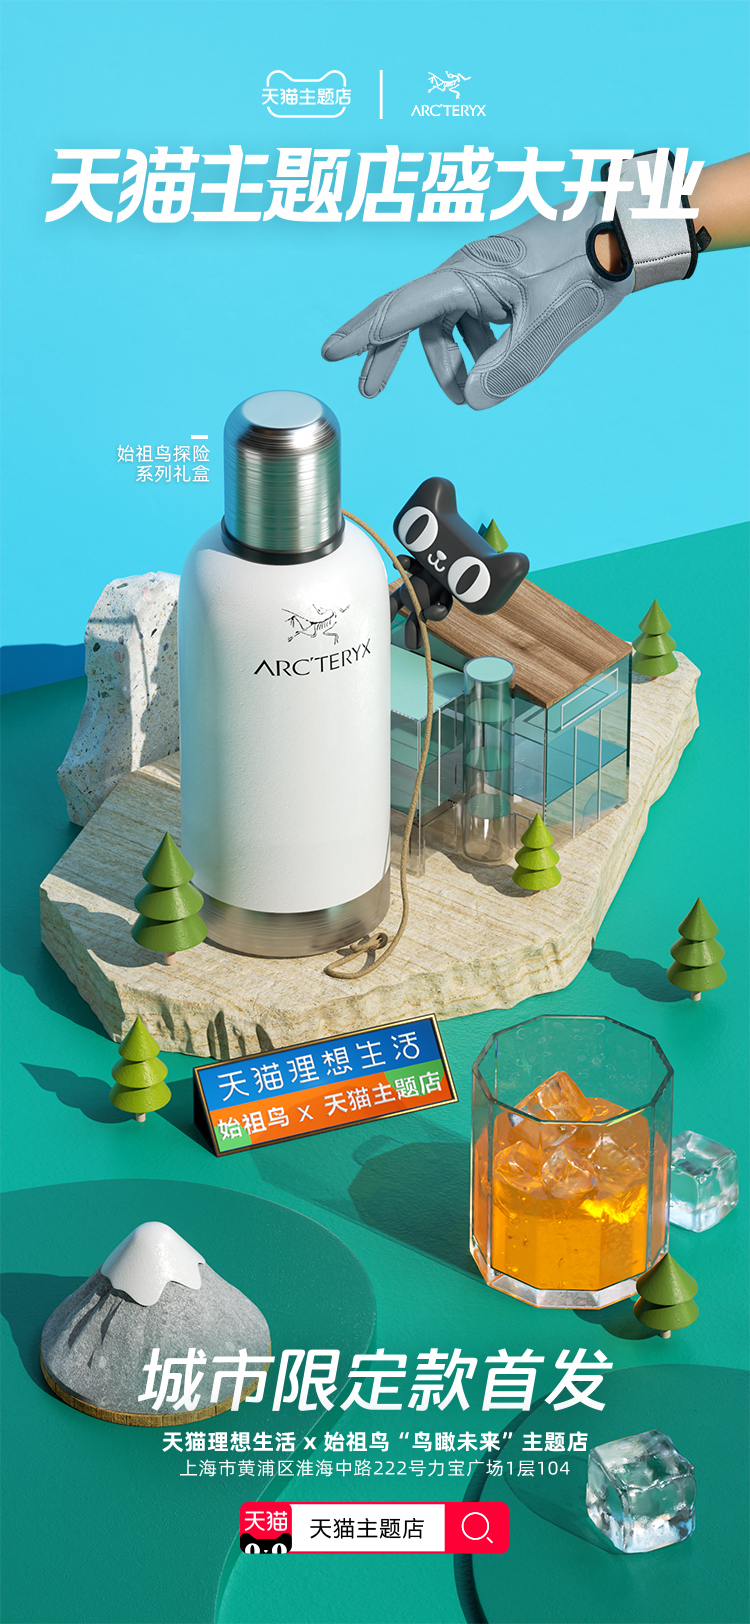 天猫主题店
ARC'TERYX
天猫主题店盛大开业
始祖鸟探险
系列礼盒
ARC'TERYX
天猫理想生活
始祖鸟 X 天猫主题店
城市限定款首发
天猫理想生活 x 始祖鸟“鸟瞰未来”主题店
上海市黄浦区淮海中路222号力宝广场1层104
天猫
天猫主题店